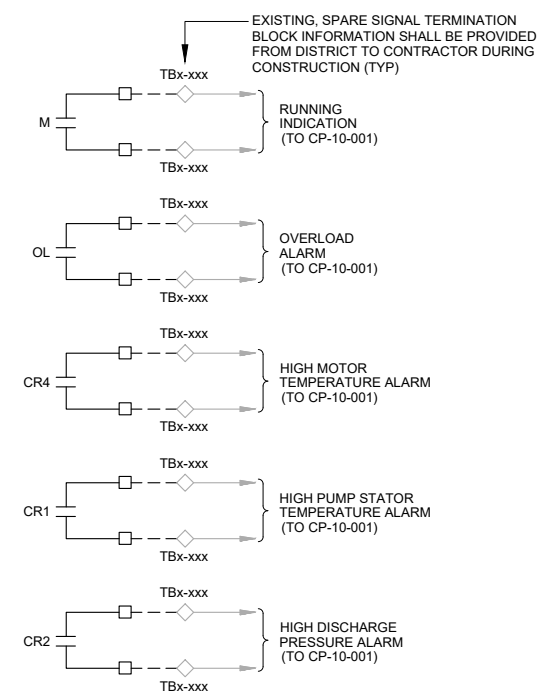 EXISTING, SPARE SIGNAL TERMINATION
BLOCK INFORMATION SHALL BE PROVIDED
FROM DISTRICT TO CONTRACTOR DURING
CONSTRUCTION (TYP)
TBx-xxx
M
RUNNING
INDICATION
(TO CP-10-001)
TBx-xxx
TBx-xxx
OL
OVERLOAD
ALARM
(TO CP-10-001)
TBx-xxx
TBx-xxx
CR4
HIGH MOTOR
TEMPERATURE ALARM
(TO CP-10-001)
TBx-xxx
TBx-xxx
CR1
HIGH PUMP STATOR
TEMPERATURE ALARM
(TO CP-10-001)
TBx-xxx
TBx-xxx
CR2
HIGH DISCHARGE
PRESSURE ALARM
(TO CP-10-001)
TBx-xxx